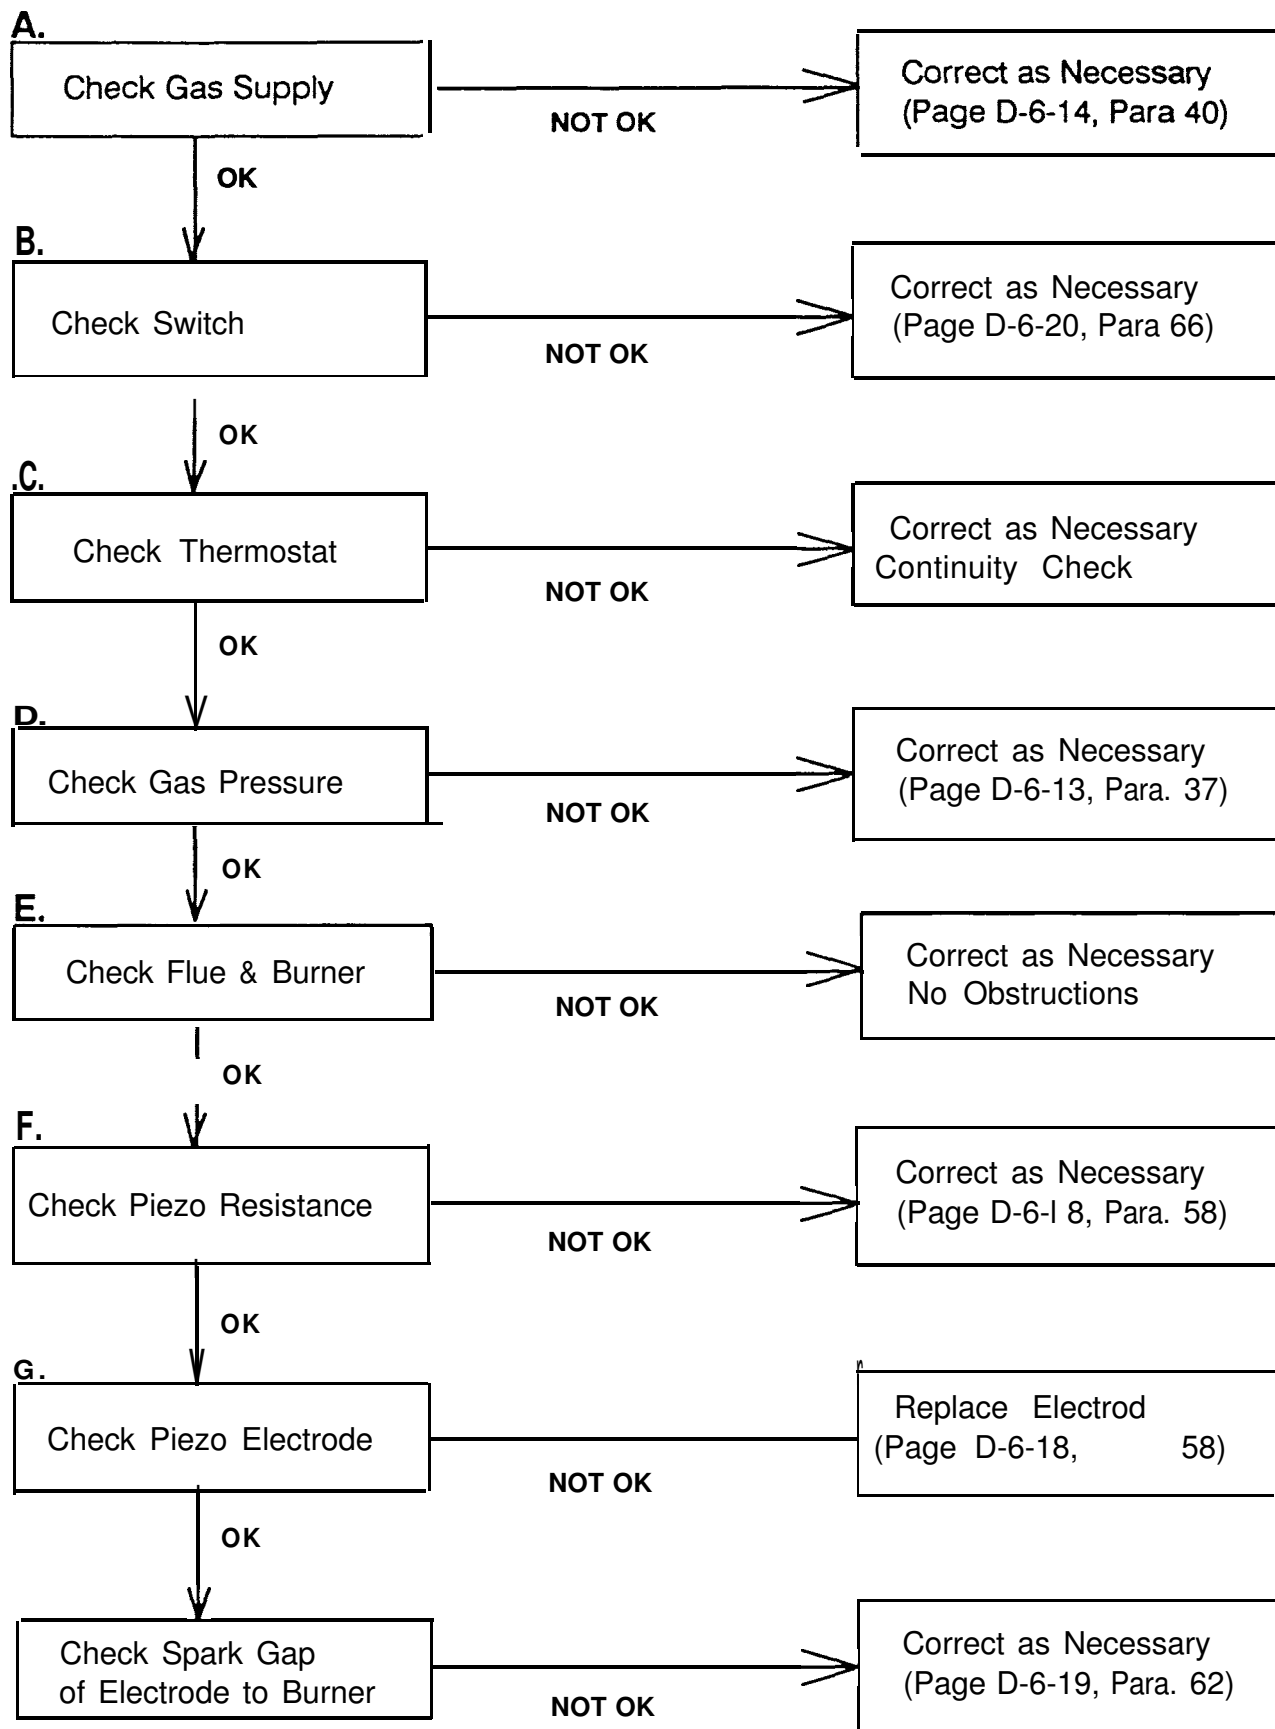 A.
Check Gas Supply
NOT OK
Correct as Necessary
(Page D-6-14, Para 40)
OK
B.
Check Switch
NOT OK
Correct as Necessary
(Page D-6-20, Para 66)
OK
.C.
Check Thermostat
NOT OK
Correct as Necessary
Continuity Check
OK
D.
Check Gas Pressure
NOT OK
Correct as Necessary
(Page D-6-13, Para. 37)
OK
E.
Check Flue & Burner
NOT OK
Correct as Necessary
No Obstructions
OK
F.
Check Piezo Resistance
NOT OK
Correct as Necessary
(Page D-6-I 8, Para. 58)
OK
G.
Check Piezo Electrode
NOT OK
Replace Electrod
(Page D-6-18, 58)
OK
Check Spark Gap
of Electrode to Burner
NOT OK
Correct as Necessary
(Page D-6-19, Para. 62)